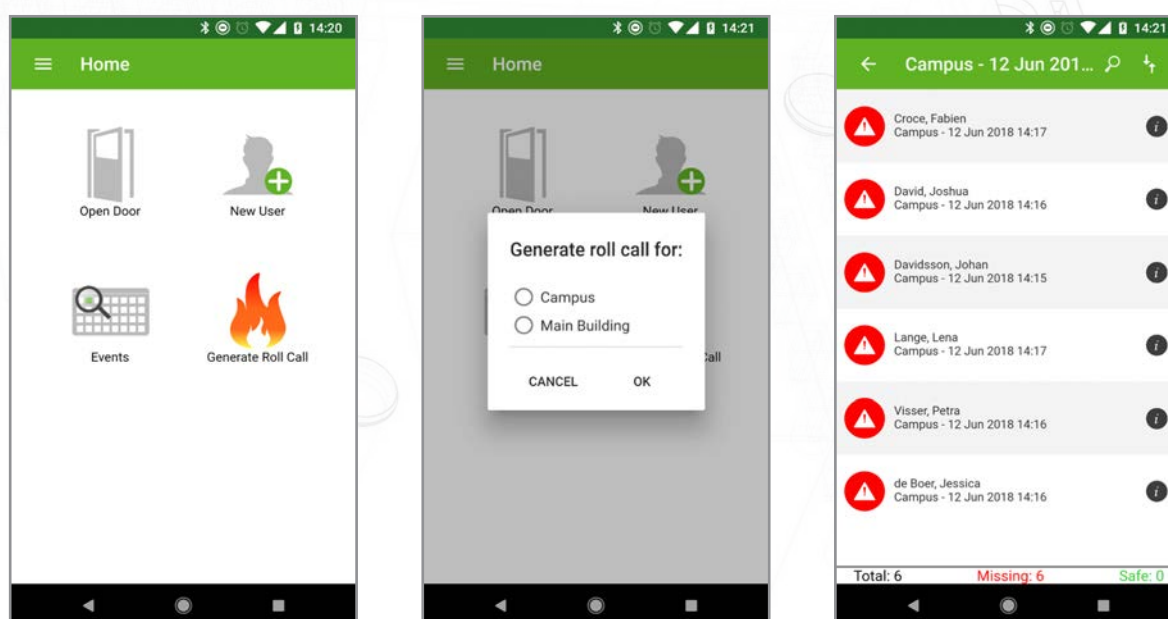 14:20
Home
Open Door
New User
Events
Generate Roll Call
14:21
Home
Open Door
New User
Generate roll call for:
Campus
Main Building
Call
CANCEL
OK
14:21
Campus - 12 Jun 201...
Croce, Fabien
Campus - 12 Jun 2018 14:17
David, Joshua
Campus - 12 Jun 2018 14:16
Davidsson, Johan
Campus - 12 Jun 2018 14:15
Lange, Lena
Campus - 12 Jun 2018 14:17
Visser, Petra
Campus - 12 Jun 2018 14:16
de Boer, Jessica
Campus - 12 Jun 2018 14:16
Total: 6 Missing: 6 Safe: 0